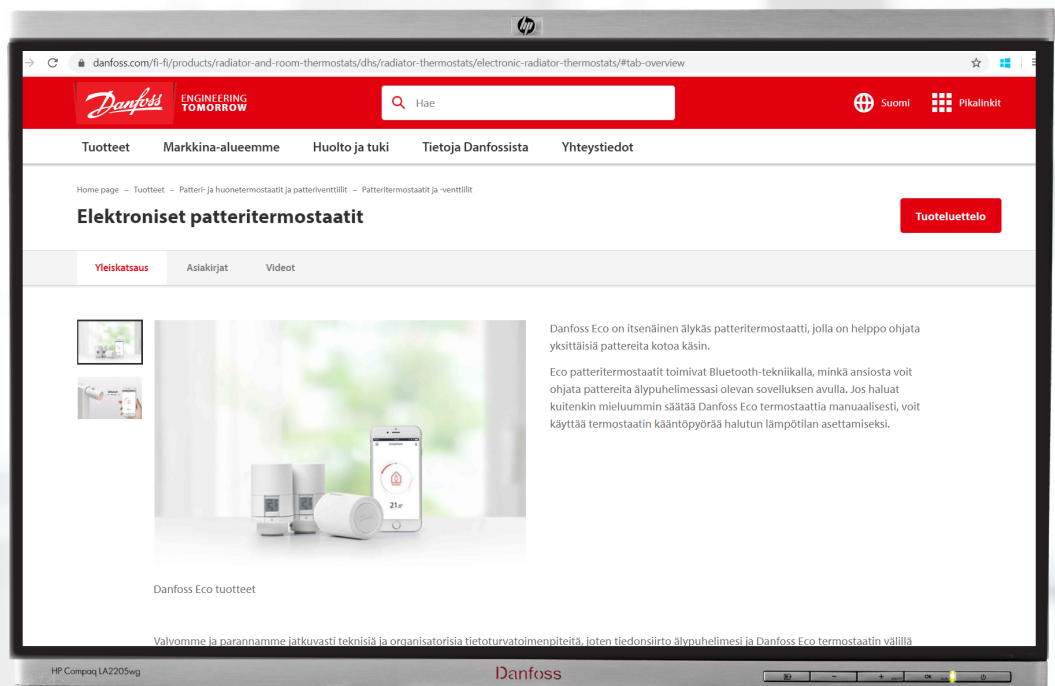 hp
danfoss.com/fi-fi/products/radiator-and-room-thermostats/dhs/radiator-thermostats/electronic-radiator-thermostats/#tab-overview
Danfoss
ENGINEERING
TOMORROW
Hae
Suomi
Pikalinkit
Tuotteet
Markkina-alueemme
Huolto ja tuki
Tietoja Danfossista
Yhteystiedot
Home page – Tuotteet – Patteri- ja huonetermostaatit ja patteriventtiilit – Patteritermostaatit ja -venttiilit
Elektroniset patteritermostaatit
Tuoteluettelo
Yleiskatsaus
Asiakirjat
Videot
Danfoss Eco on itsenäinen älykäs patteritermostaatti, jolla on helppo ohjata
yksittäisiä pattereita kotoa käsin.
Eco patteritermostaatit toimivat Bluetooth-tekniikalla, minkä ansiosta voit
ohjata pattereita älypuhelimessasi olevan sovelluksen avulla. Jos haluat
kuitenkin mieluummin säätää Danfoss Eco termostaattia manuaalisesti, voit
käyttää termostaatin kääntöpyörää halutun lämpötilan asettamiseksi.
21
Danfoss Eco tuotteet
Valvomme ja parannamme jatkuvasti teknisiä ja organisatorisia tietoturvatoimenpiteitä, joten tiedonsiirto älypuhelimesi ja Danfoss Eco termostaatin välillä
HP Compaq LA2205wg
Danfoss
OK